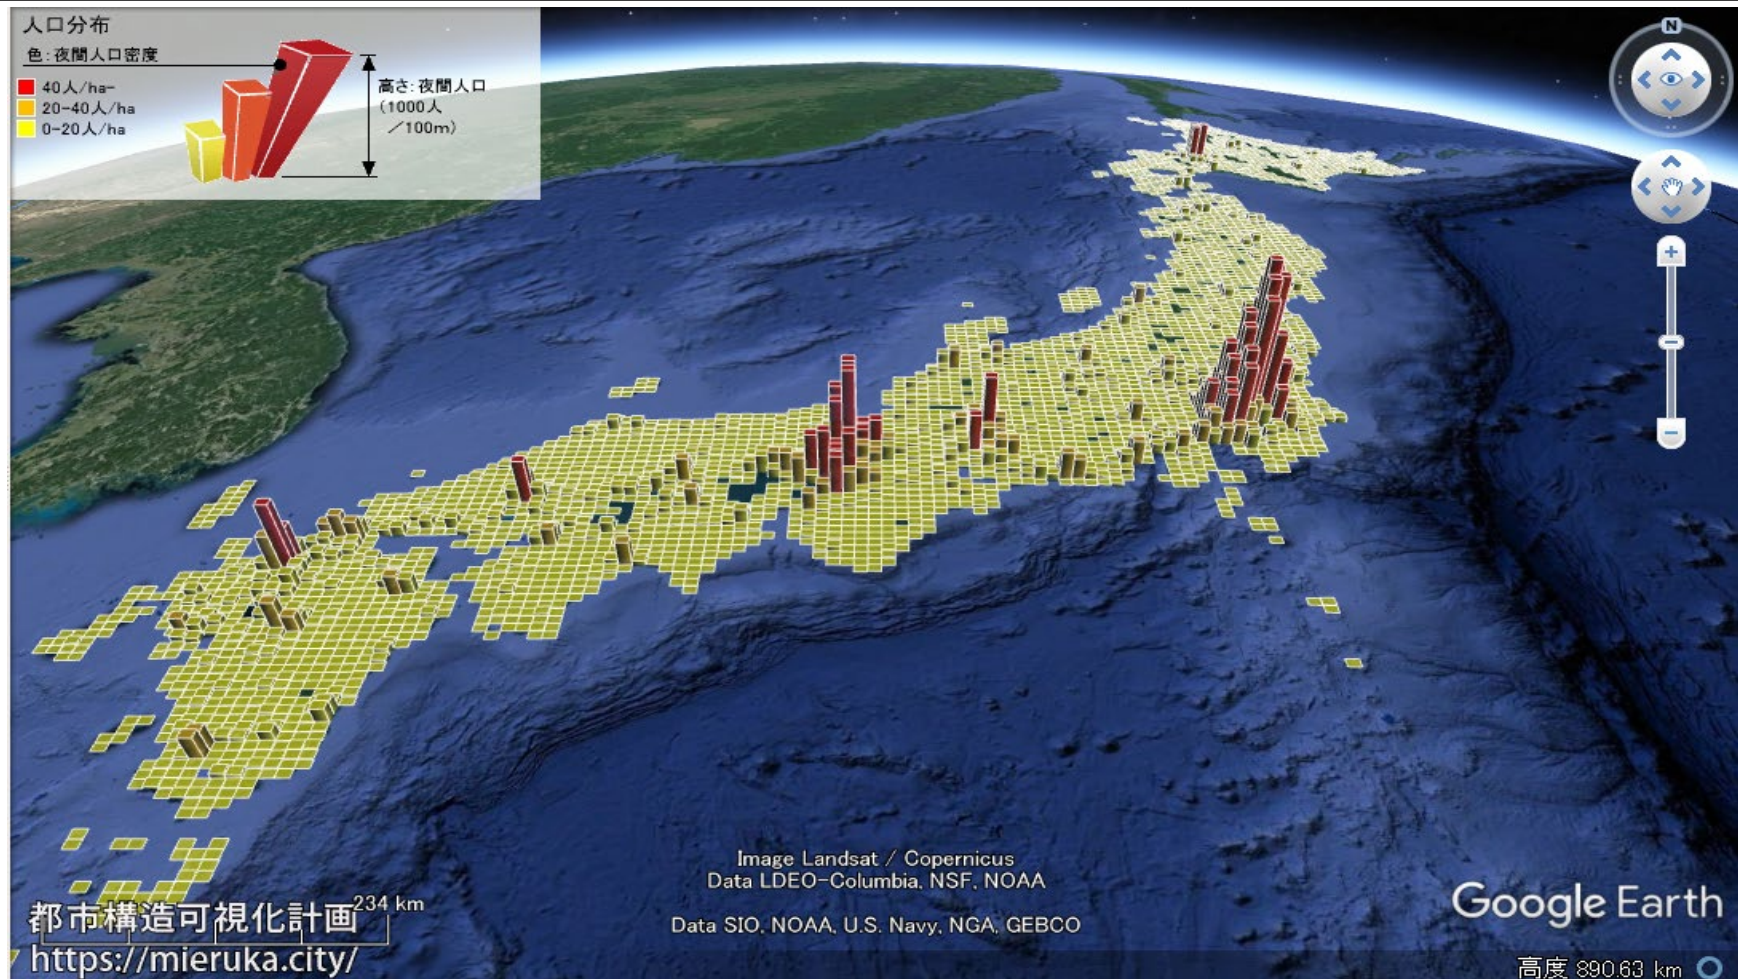 人口分布
色:夜間人口密度
40人/ha-
20-40人/ha
0-20人/ha
高さ:夜間人口
(1000人
/100m)
N
Image Landsat / Copernicus
Data LDEO-Columbia, NSF, NOAA
Data SIO, NOAA, U.S. Navy, NGA, GEBCO
234 km
都市構造可視化計画
https://mieruka.city/
Google Earth
高度 890.63 km